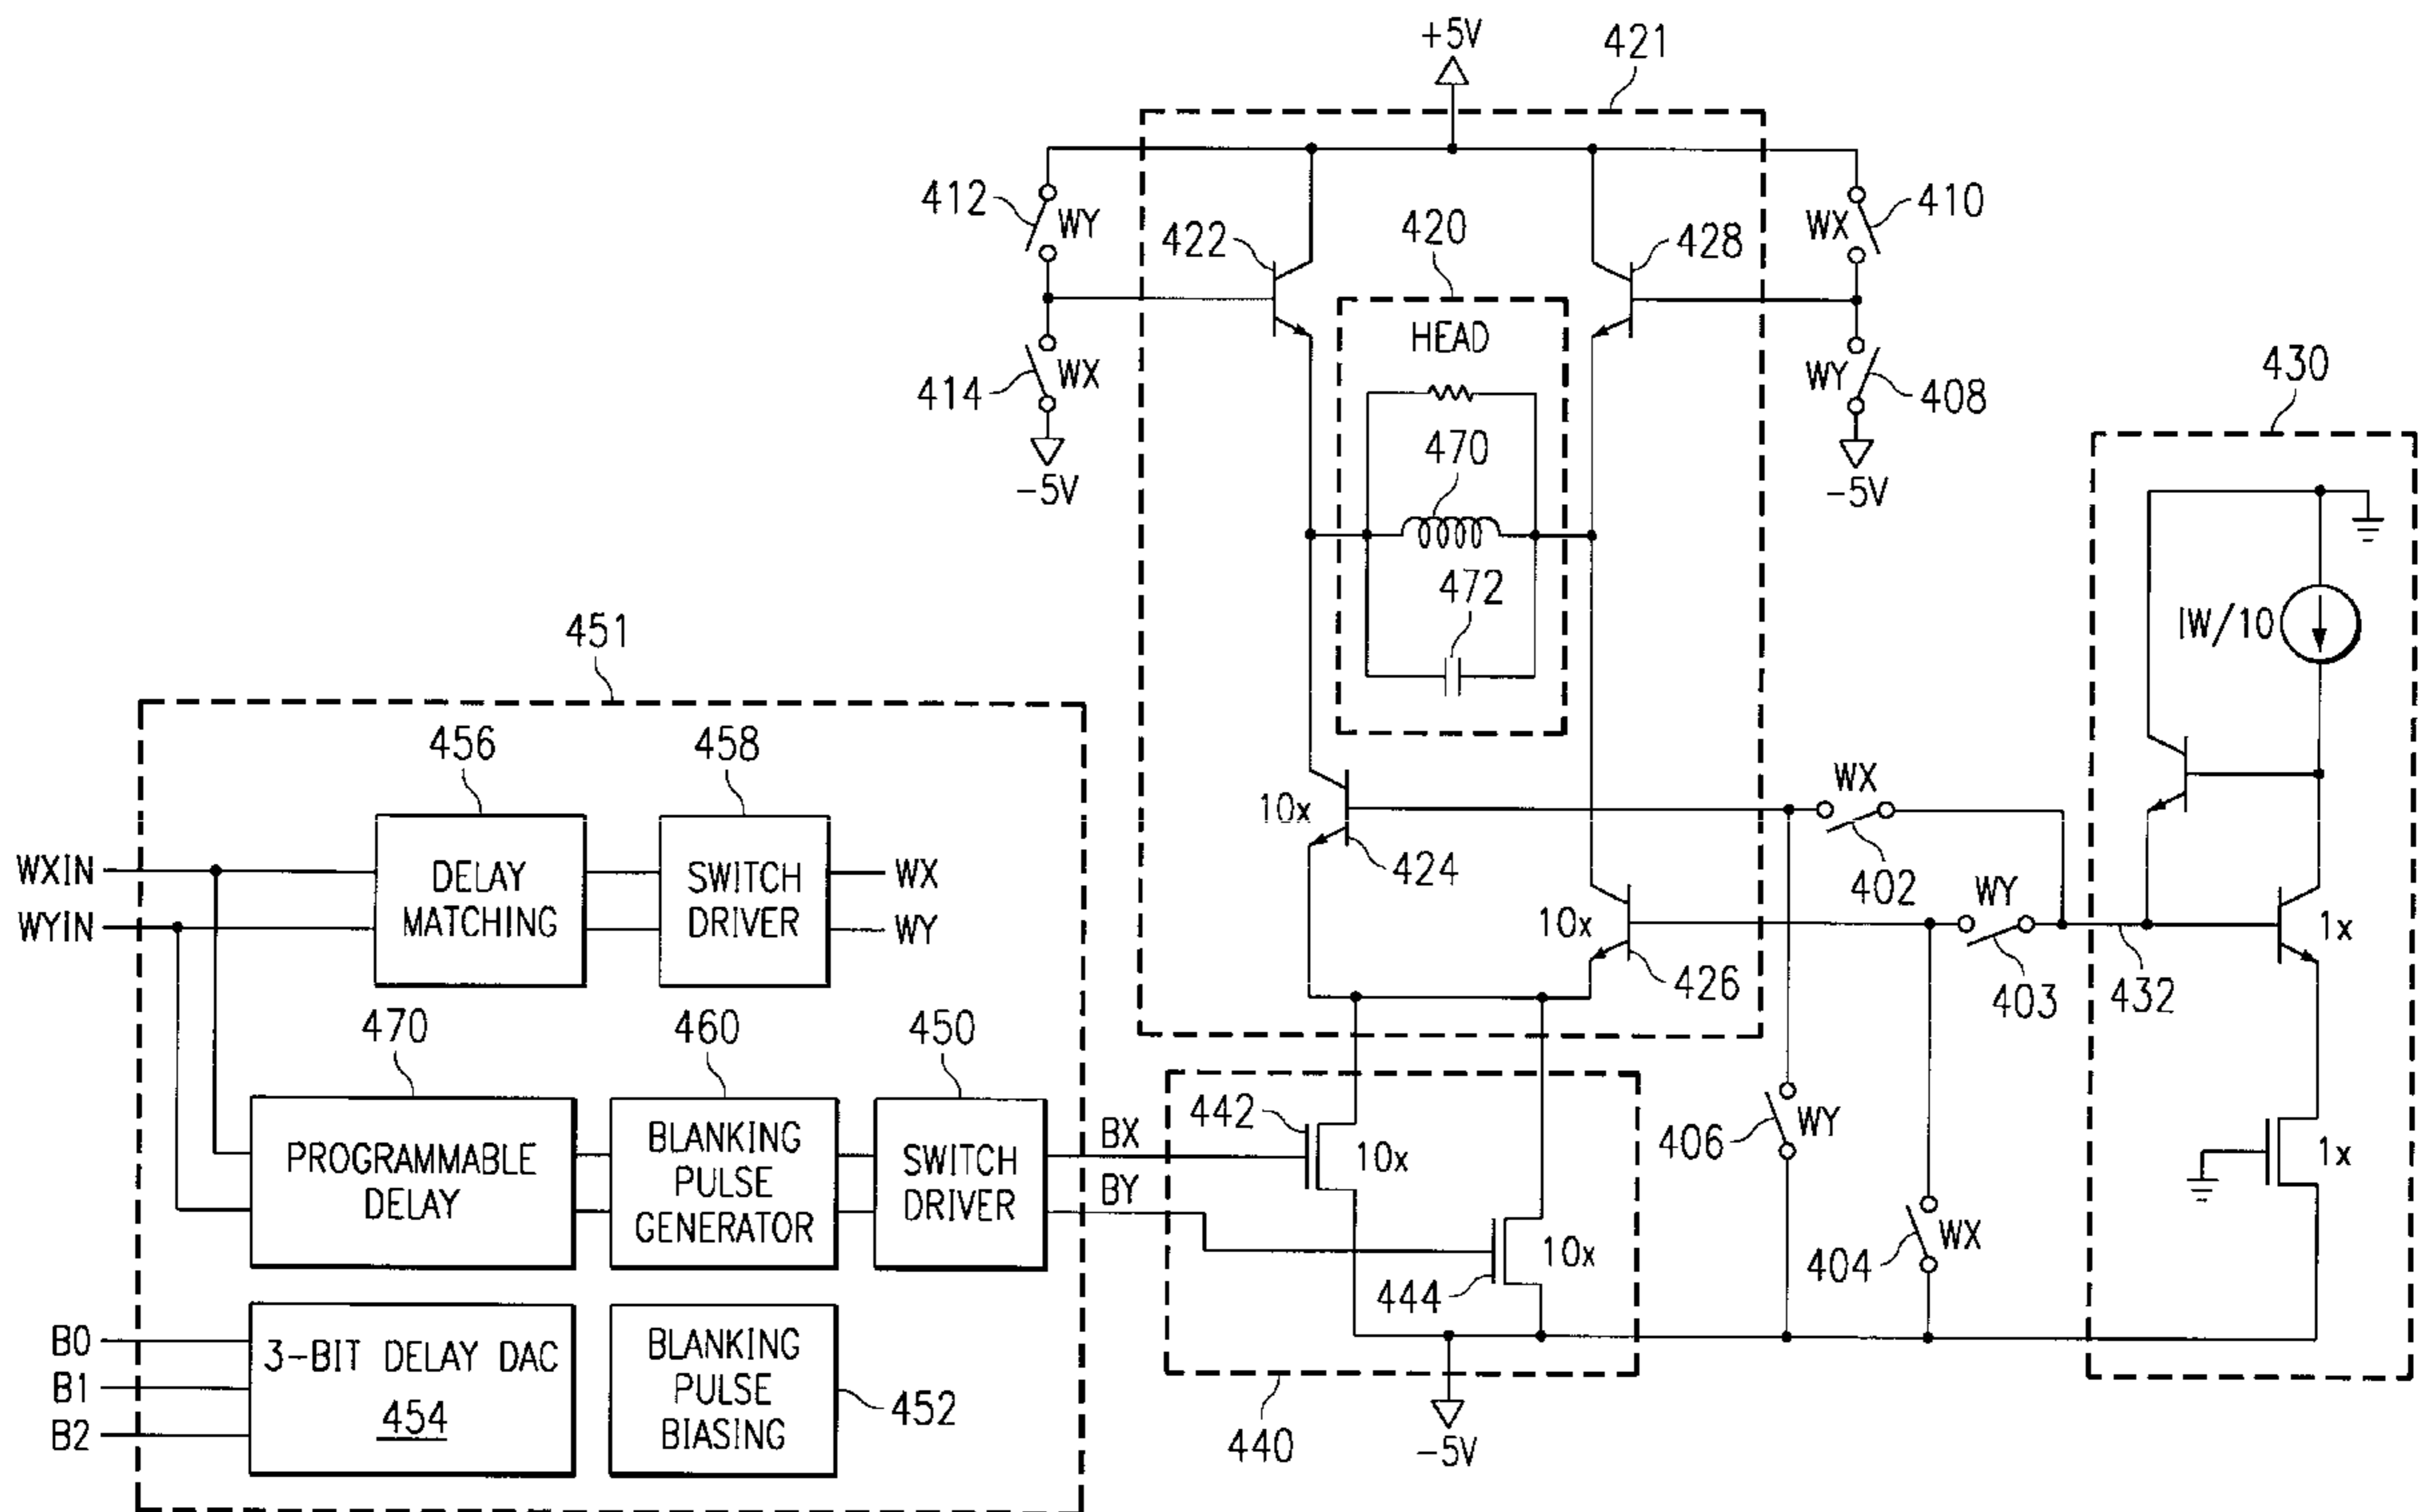 +5V
421
412
WY
422
420
428
WX
410
HEAD
414
WX
WY
408
-5V
-5V
470
430
472
IW/10
451
456
458
10x
424
WX
402
WY
403
432
1x
WXIN
WYIN
DELAY
MATCHING
SWITCH
DRIVER
WX
WY
10x
426
470
460
450
442
10x
406
WY
1x
PROGRAMMABLE
DELAY
BLANKING
PULSE
GENERATOR
SWITCH
DRIVER
BX
BY
444
10x
404
WX
B0
B1
B2
3-BIT DELAY DAC
454
BLANKING
PULSE
BIASING
452
440
-5V